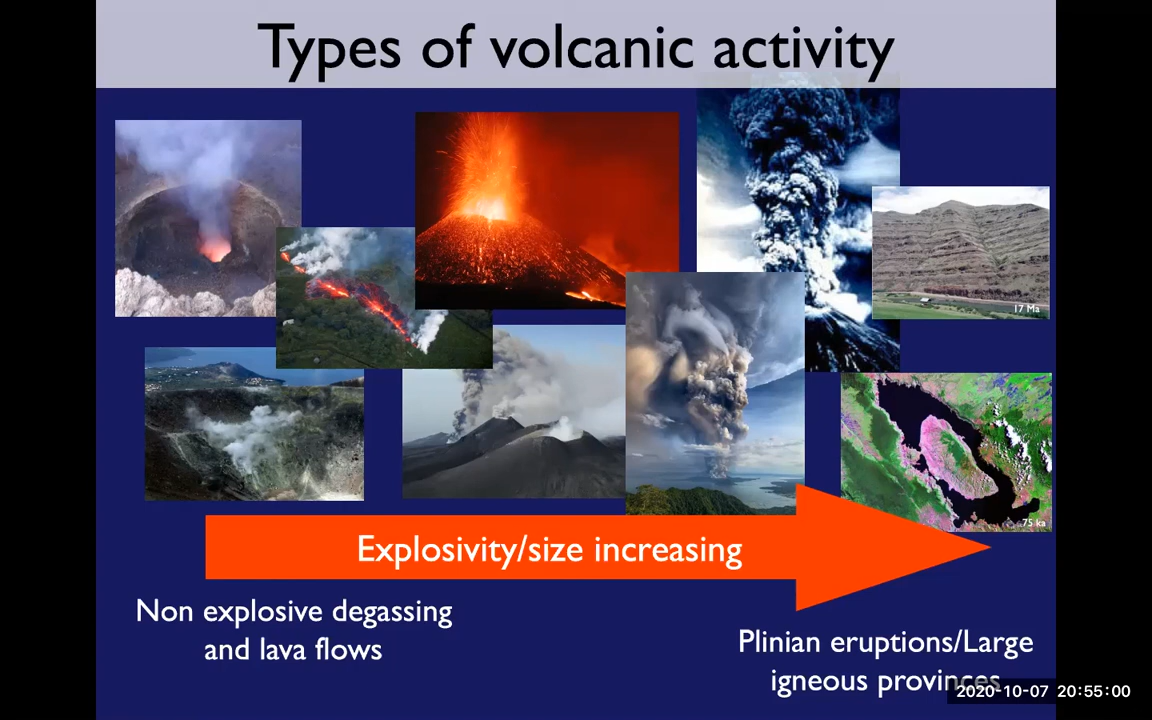 Types of volcanic activity
17 Ma
75 ka
Explosivity/size increasing
Non explosive degassing
and lava flows
Plinian eruptions/Large
igneous provinces
2020-10-07 20:55:00